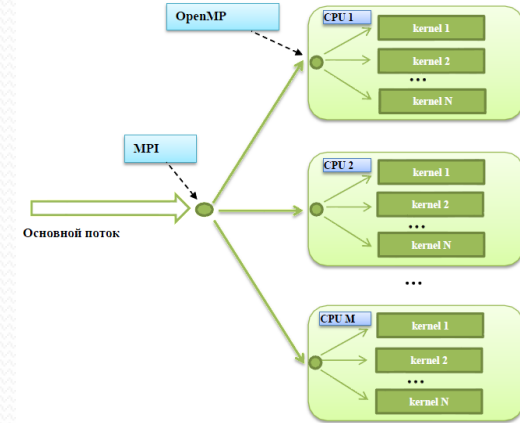 OpenMP
CPU 1
kernel 1
kernel 2
...
kernel N
MPI
Основной поток
CPU 2
kernel 1
kernel 2
...
kernel N
...
CPU M
kernel 1
kernel 2
...
kernel N